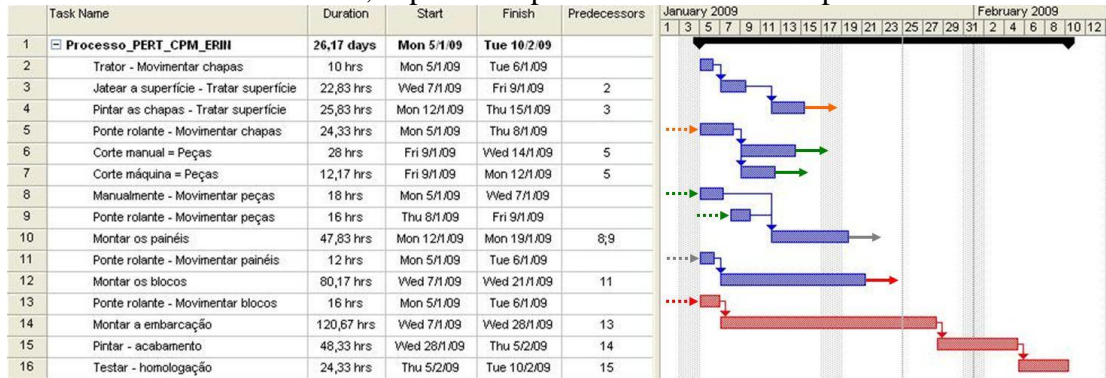 Task Name Duration Start Finish Predecessors January 2009 February 2009
1 3 5 7 9 11 13 15 17 19 21 23 25 27 29 31 2 4 6 8 10 12
1 Processo_PERT_CPM_ERIN 26,17 days Mon 5/1/09 Tue 10/2/09
2 Trator - Movimentar chapas 10 hrs Mon 5/1/09 Tue 6/1/09
3 Jatear a superfície - Tratar superfície 22,83 hrs Wed 7/1/09 Fri 9/1/09 2
4 Pintar as chapas - Tratar superfície 25,83 hrs Mon 12/1/09 Thu 15/1/09 3
5 Ponte rolante - Movimentar chapas 24,33 hrs Mon 5/1/09 Thu 8/1/09
6 Corte manual = Peças 28 hrs Fri 9/1/09 Wed 14/1/09 5
7 Corte máquina = Peças 12,17 hrs Fri 9/1/09 Mon 12/1/09 5
8 Manualmente - Movimentar peças 18 hrs Mon 5/1/09 Wed 7/1/09
9 Ponte rolante - Movimentar peças 16 hrs Thu 8/1/09 Fri 9/1/09
10 Montar os painéis 47,83 hrs Mon 12/1/09 Mon 19/1/09 8;9
11 Ponte rolante - Movimentar painéis 12 hrs Mon 5/1/09 Tue 6/1/09
12 Montar os blocos 80,17 hrs Wed 7/1/09 Wed 21/1/09 11
13 Ponte rolante - Movimentar blocos 16 hrs Mon 5/1/09 Tue 6/1/09
14 Montar a embarcação 120,67 hrs Wed 7/1/09 Wed 28/1/09 13
15 Pintar - acabamento 48,33 hrs Wed 28/1/09 Thu 5/2/09 14
16 Testar - homologação 24,33 hrs Thu 5/2/09 Tue 10/2/09 15